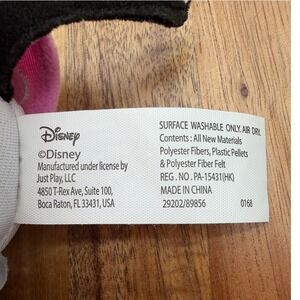 Disney
©Disney
Manufactured under license by
Just Play, LLC
4850 T-Rex Ave, Suite 100,
Boca Raton, FL 33431, USA
SURFACE WASHABLE ONLY. AIR DRY.
Contents : All New Materials
Polyester Fibers, Plastic Pellets
& Polyester Fiber Felt
REG . NO . PA-15431(HK)
MADE IN CHINA
29202/89856 0168